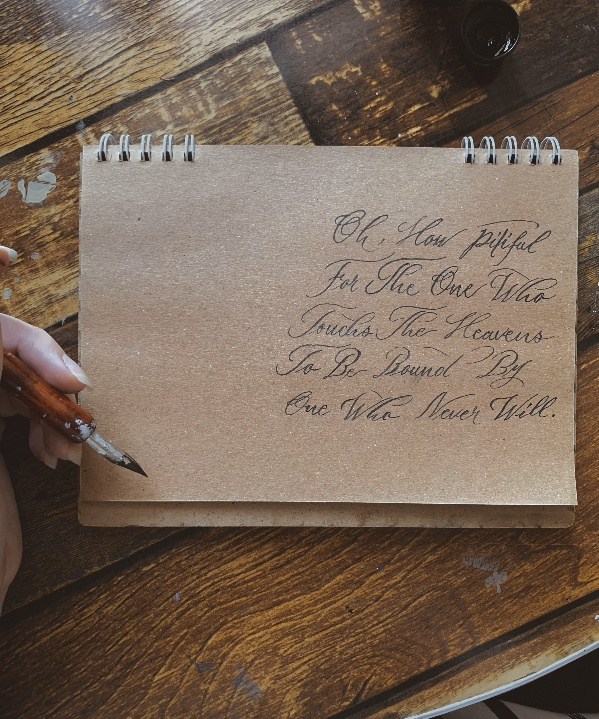 Oh, How Pitiful
For The One Who
Touchs The Heavens
To Be Bound By
One Who Never Will.